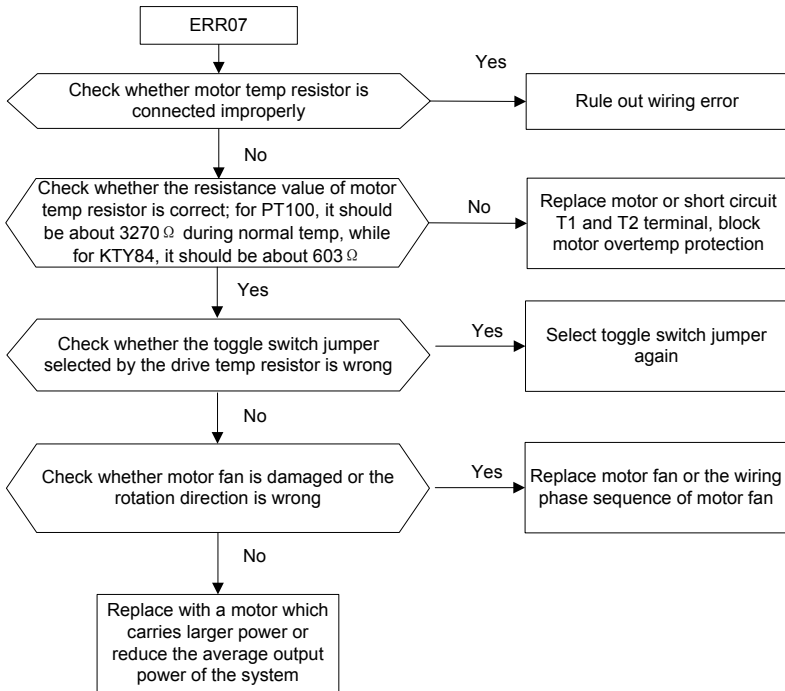 ERR07
Check whether motor temp resistor is
connected improperly
Yes
Rule out wiring error
No
Check whether the resistance value of motor
temp resistor is correct; for PT100, it should
be about 3270Ω during normal temp, while
for KTY84, it should be about 603Ω
No
Replace motor or short circuit
T1 and T2 terminal, block
motor overtemp protection
Yes
Check whether the toggle switch jumper
selected by the drive temp resistor is wrong
Yes
Select toggle switch jumper
again
No
Check whether motor fan is damaged or the
rotation direction is wrong
Yes
Replace motor fan or the wiring
phase sequence of motor fan
No
Replace with a motor which
carries larger power or
reduce the average output
power of the system